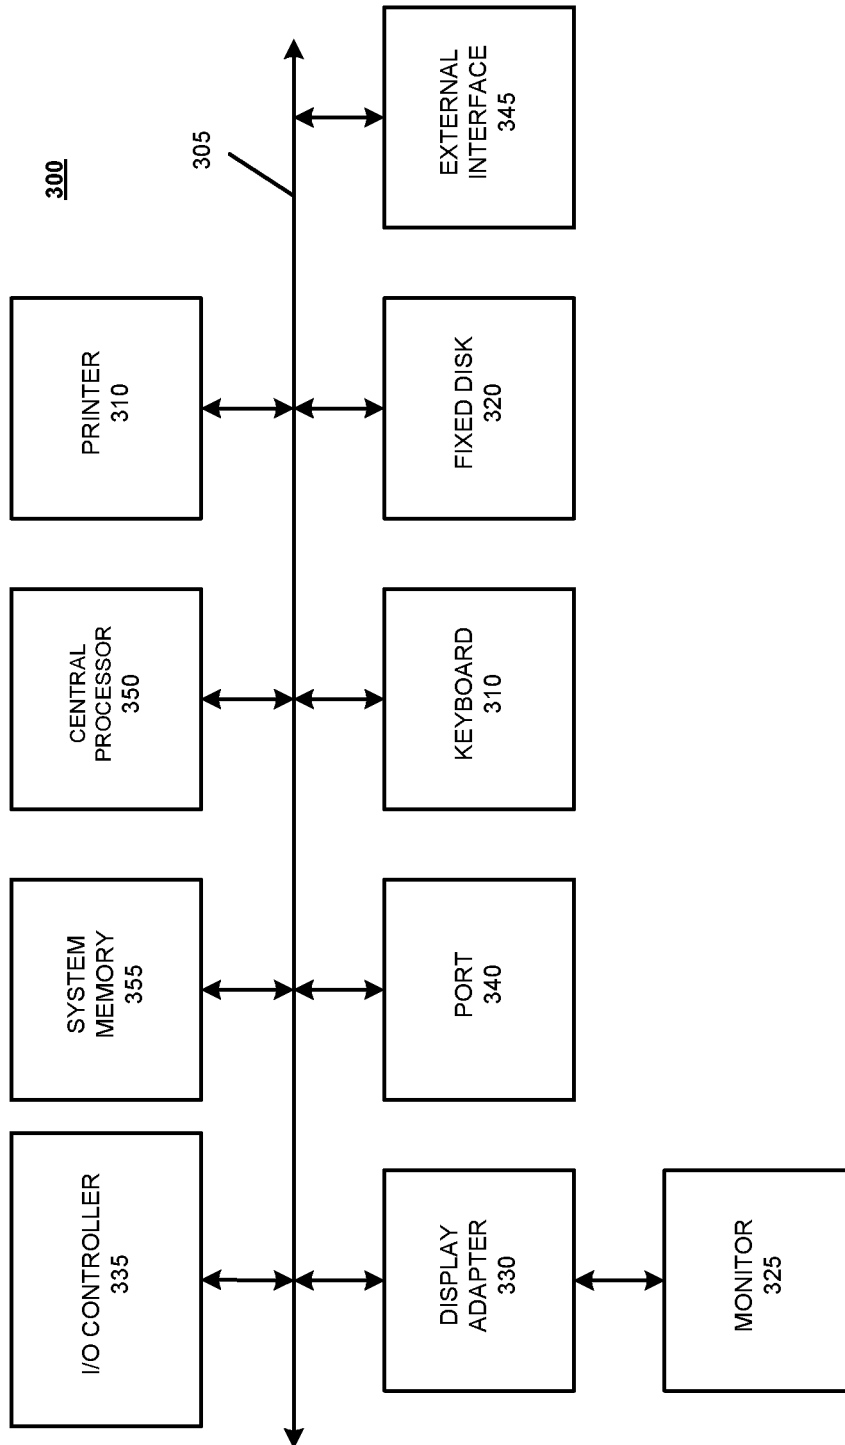 I/O CONTROLLER
335
SYSTEM
MEMORY
355
CENTRAL
PROCESSOR
350
PRINTER
310
300
305
DISPLAY
ADAPTER
330
PORT
340
KEYBOARD
310
FIXED DISK
320
EXTERNAL
INTERFACE
345
MONITOR
325